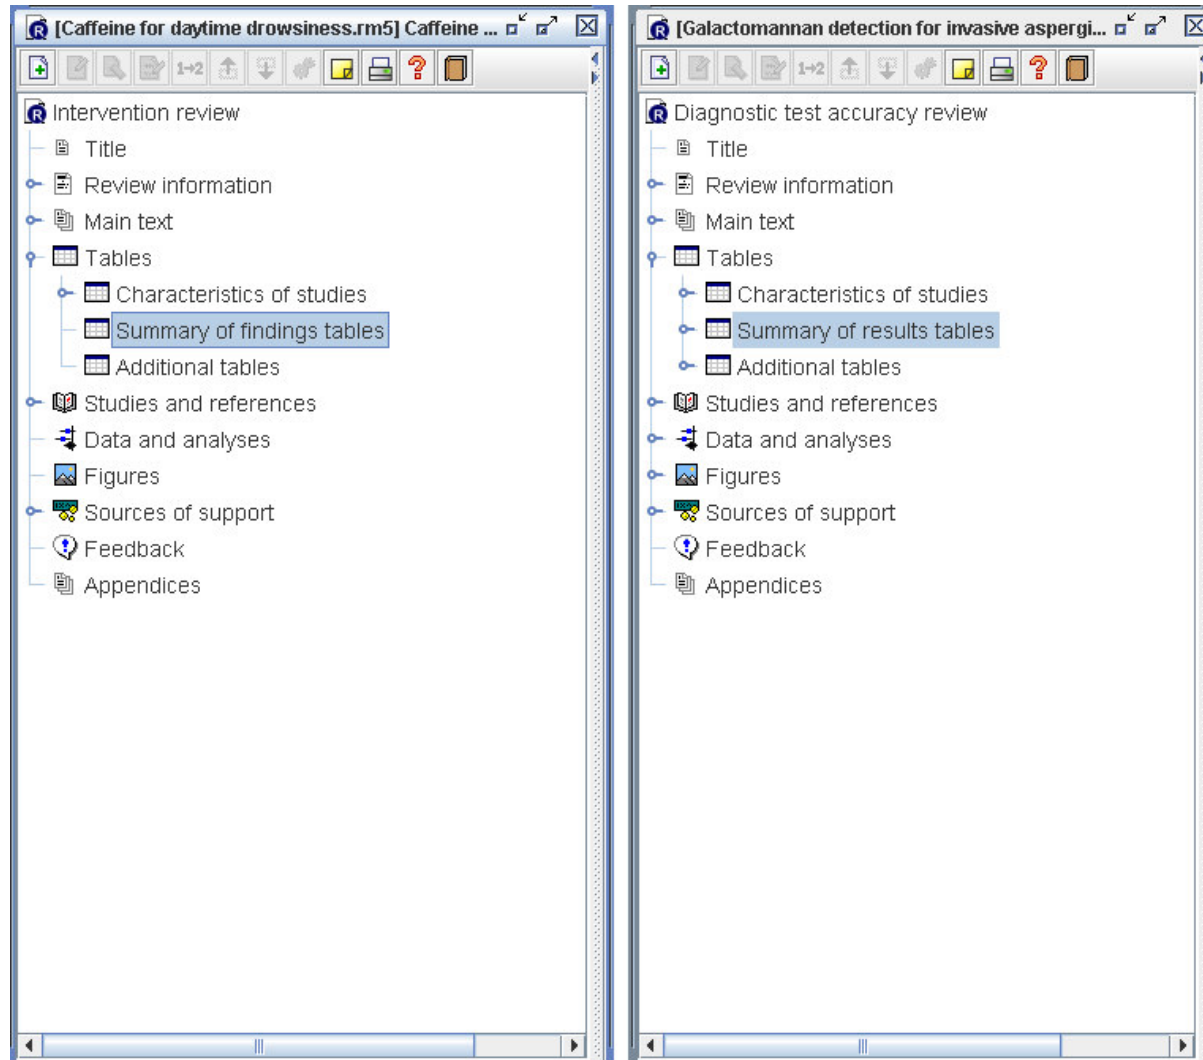 [Caffeine for daytime drowsiness.rm5] Caffeine ...
1→2
Intervention review
Title
Review information
Main text
Tables
Characteristics of studies
Summary of findings tables
Additional tables
Studies and references
Data and analyses
Figures
Sources of support
Feedback
Appendices
[Galactomannan detection for invasive aspergi...
1→2
Diagnostic test accuracy review
Title
Review information
Main text
Tables
Characteristics of studies
Summary of results tables
Additional tables
Studies and references
Data and analyses
Figures
Sources of support
Feedback
Appendices